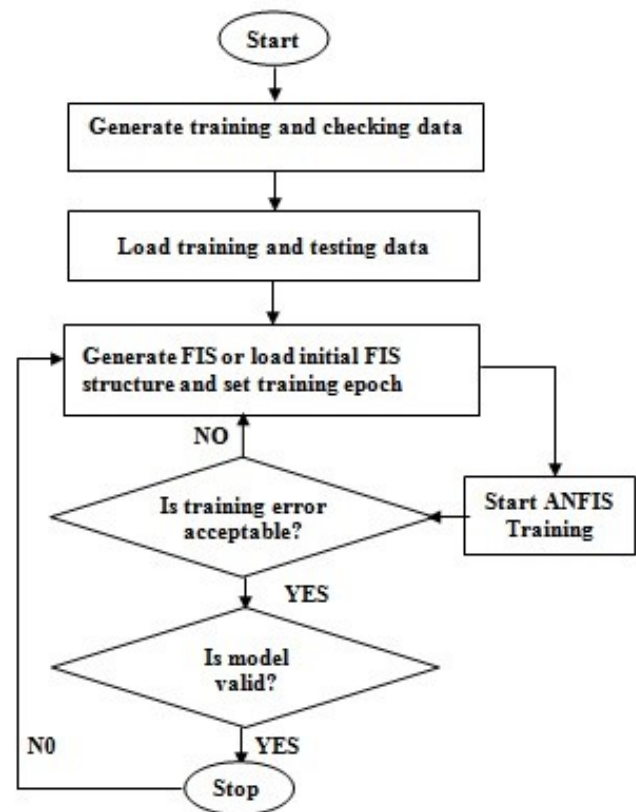 Start
Generate training and checking data
Load training and testing data
Generate FIS or load initial FIS
structure and set training epoch
NO
Is training error
acceptable?
Start ANFIS
Training
YES
Is model
valid?
N0
YES
Stop